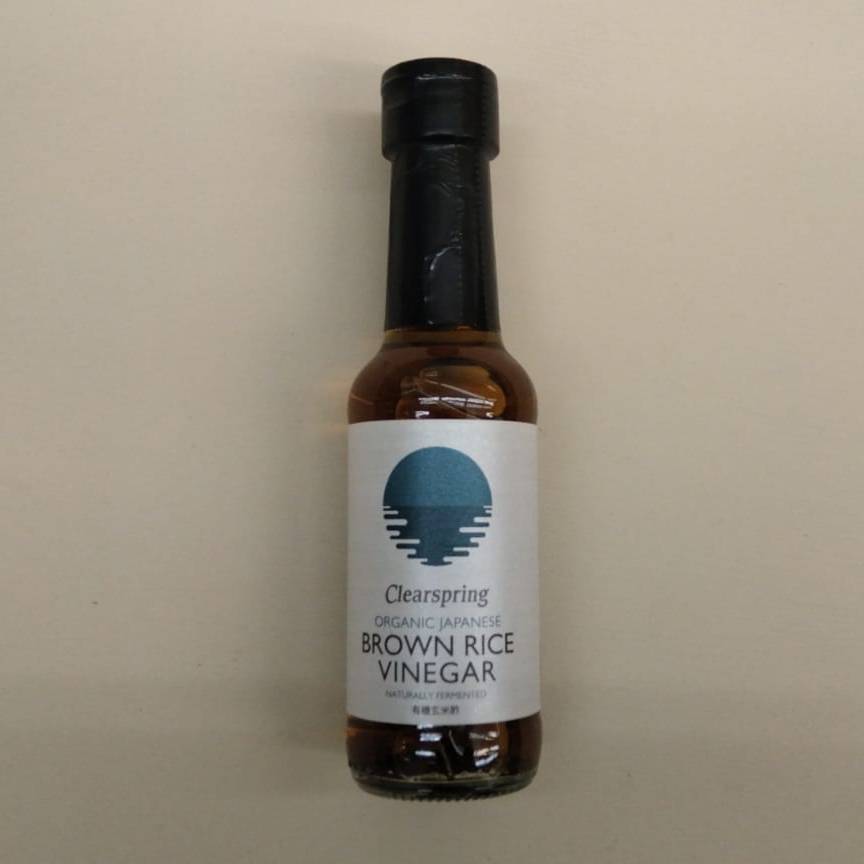 Clearspring
ORGANIC JAPANESE
BROWN RICE
VINEGAR
NATURALLY FERMENTED
有機玄米酢